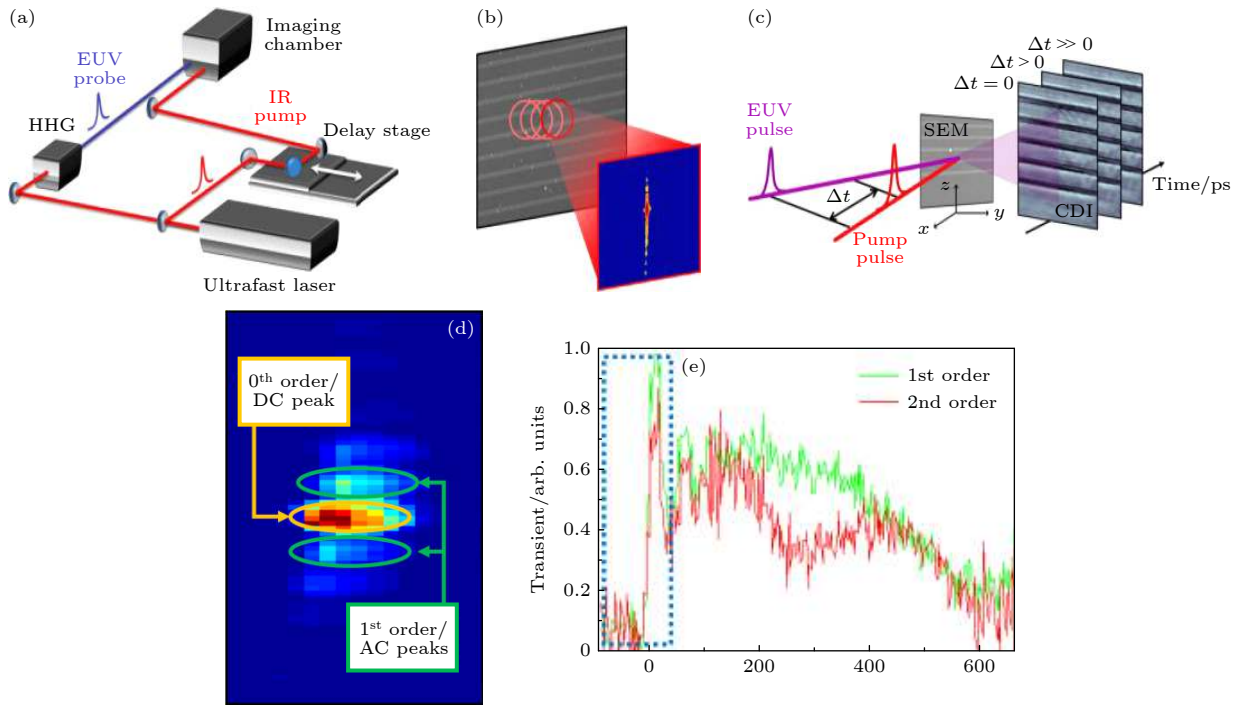 (a)
Imaging
chamber
EUV
probe
IR
pump
HHG
Delay stage
Ultrafast laser
(b)
(c)
Δt ≫ 0
Δt > 0
Δt = 0
EUV
pulse
SEM
z
y
x
Δt
Pump
pulse
CDI
Time/ps
(d)
0th order/
DC peak
1st order/
AC peaks
(e)
1st order
2nd order
Transient/arb. units
1.0
0.8
0.6
0.4
0.2
0
0 200 400 600